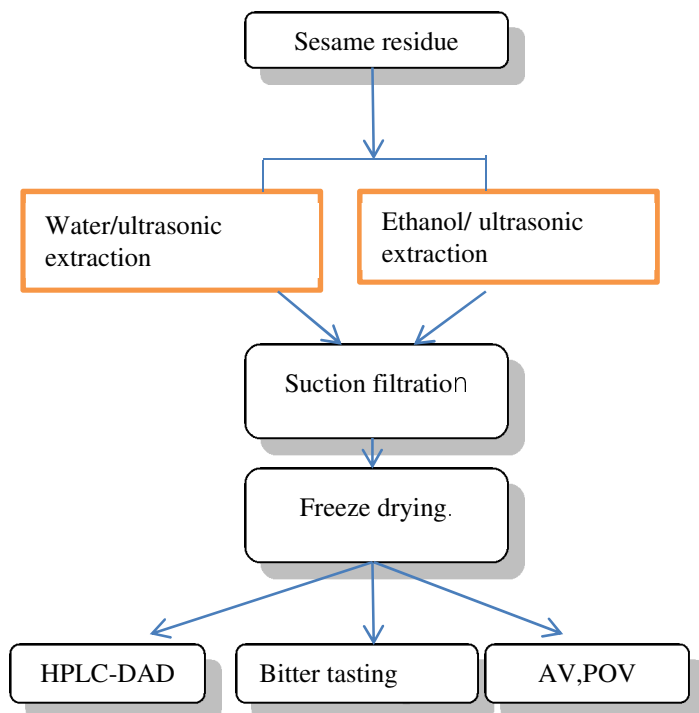 Sesame residue
Water/ultrasonic
extraction
Ethanol/ ultrasonic
extraction
Suction filtration
Freeze drying.
HPLC-DAD
Bitter tasting
AV,POV